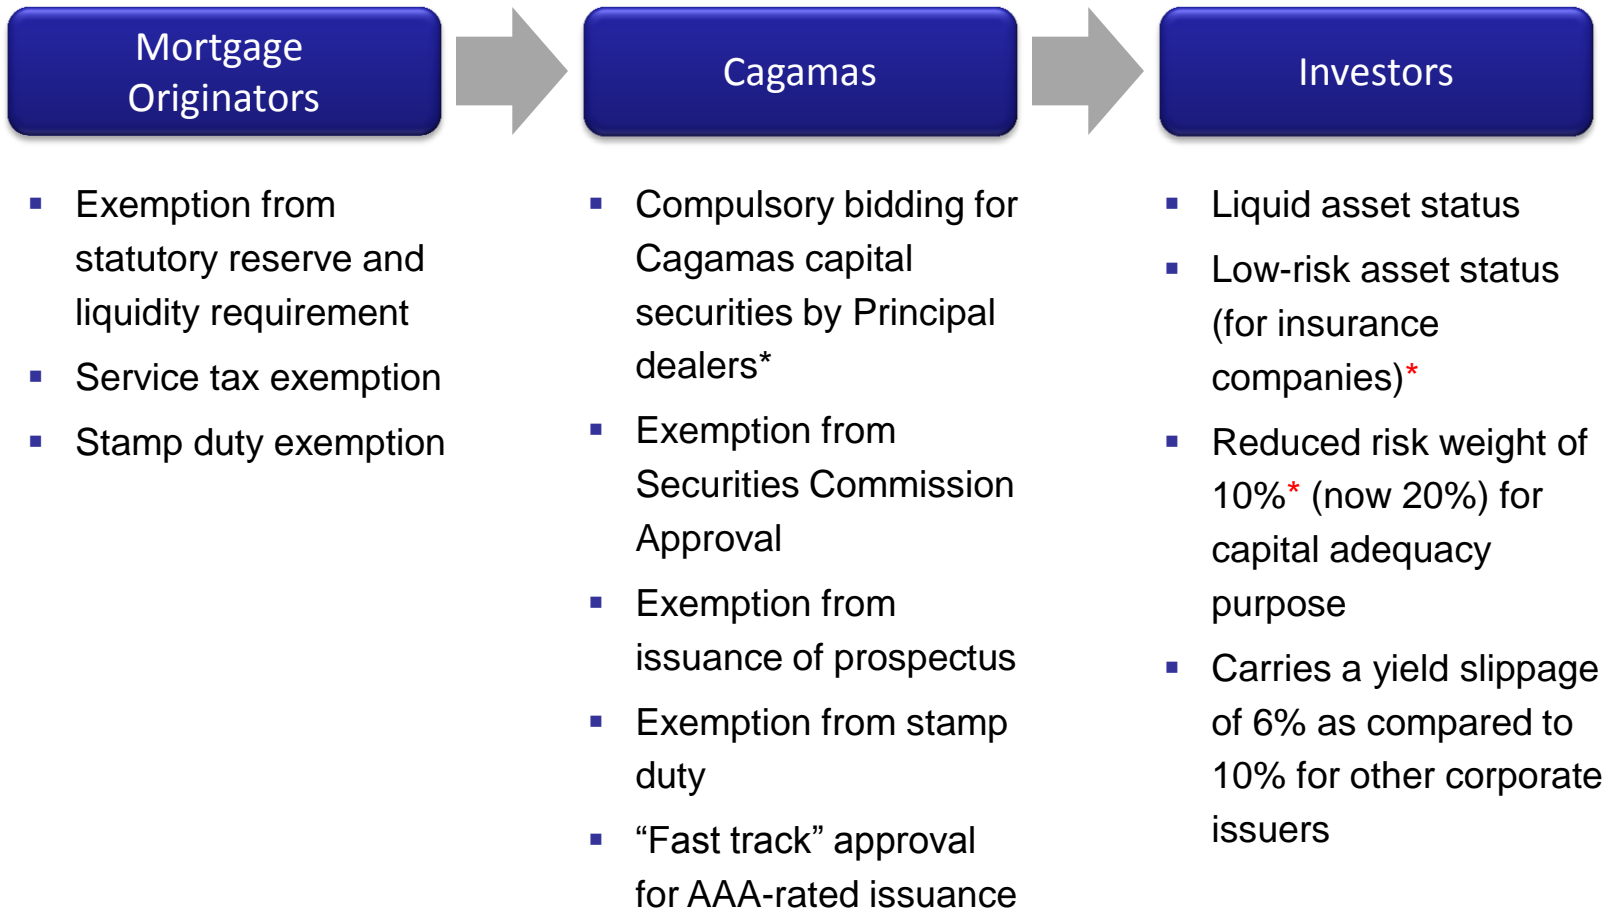 Mortgage
Originators
Cagamas
Investors
▪ Exemption from
statutory reserve and
liquidity requirement
▪ Service tax exemption
▪ Stamp duty exemption
▪ Compulsory bidding for
Cagamas capital
securities by Principal
dealers*
▪ Exemption from
Securities Commission
Approval
▪ Exemption from
issuance of prospectus
▪ Exemption from stamp
duty
▪ “Fast track” approval
for AAA-rated issuance
▪ Liquid asset status
▪ Low-risk asset status
(for insurance
companies)*
▪ Reduced risk weight of
10%* (now 20%) for
capital adequacy
purpose
▪ Carries a yield slippage
of 6% as compared to
10% for other corporate
issuers